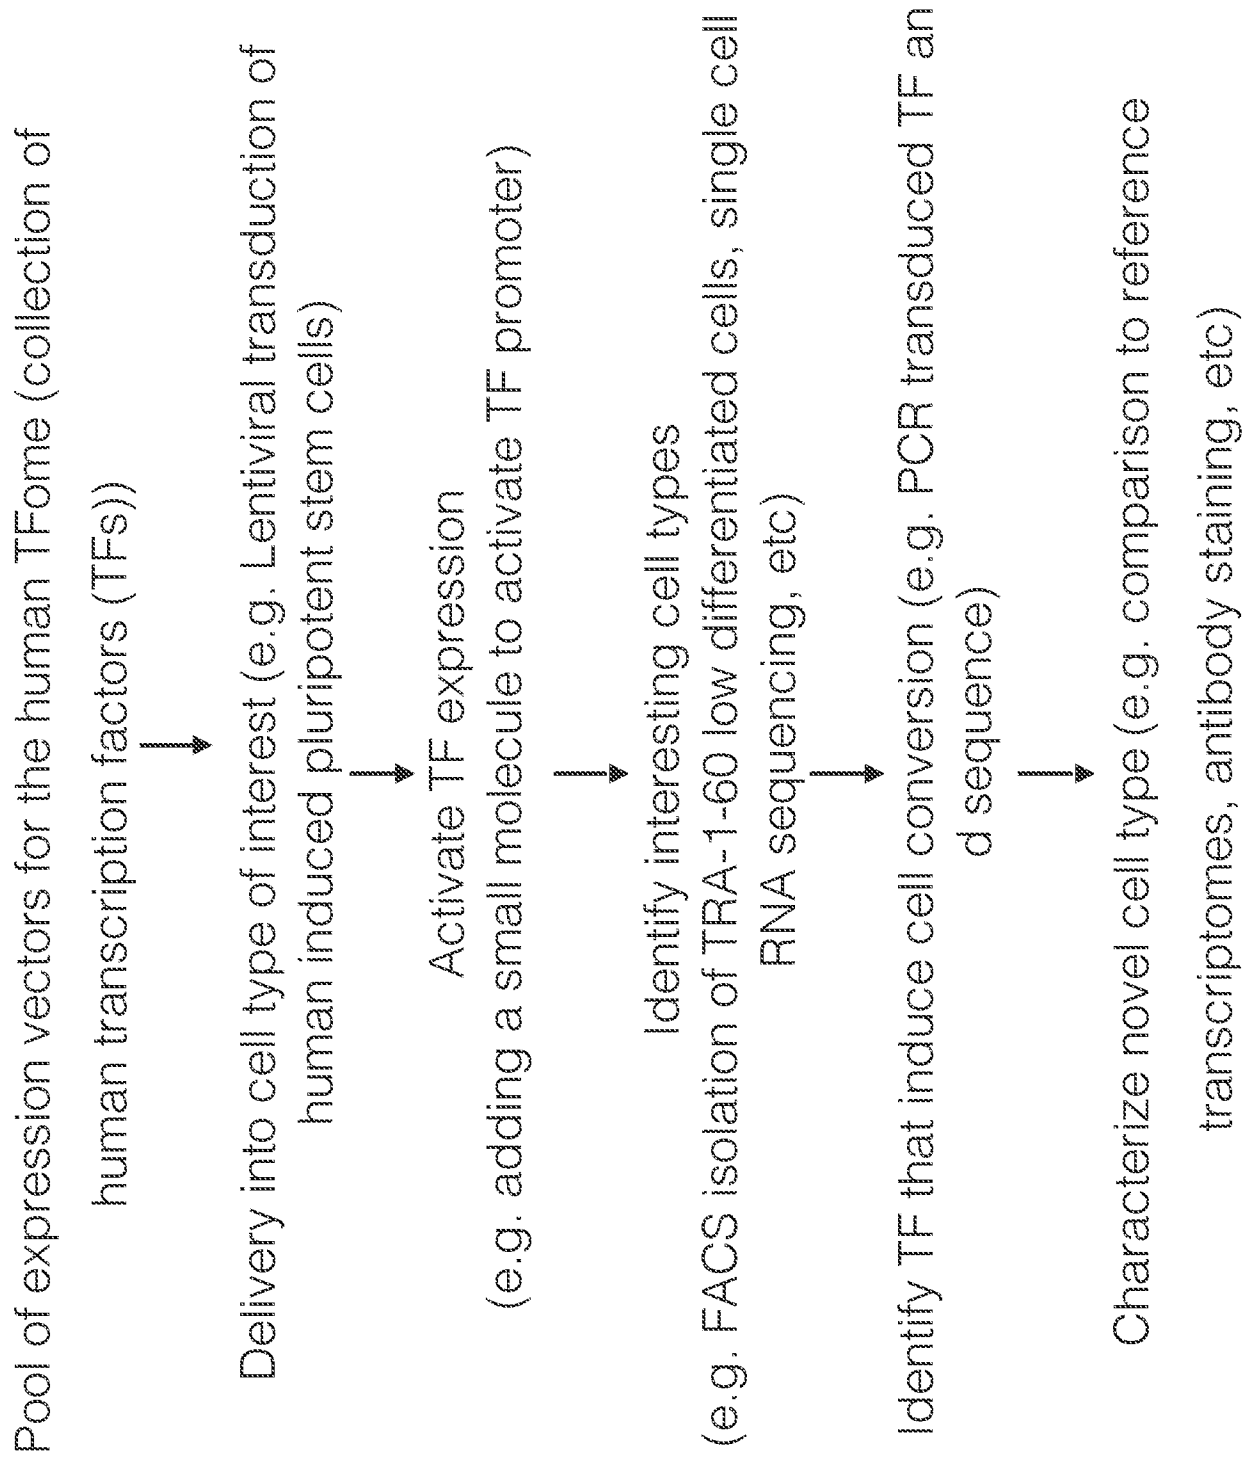 Pool of expression vectors for the human TFome (collection of
human transcription factors (TFs))
Delivery into cell type of interest (e.g. Lentiviral transduction of
human induced pluripotent stem cells)
Activate TF expression
(e.g. adding a small molecule to activate TF promoter)
Identify interesting cell types
(e.g. FACS isolation of TRA-1-60 low differentiated cells, single cell
RNA sequencing, etc)
Identify TF that induce cell conversion (e.g. PCR transduced TF an
d sequence)
Characterize novel cell type (e.g. comparison to reference
transcriptomes, antibody staining, etc)